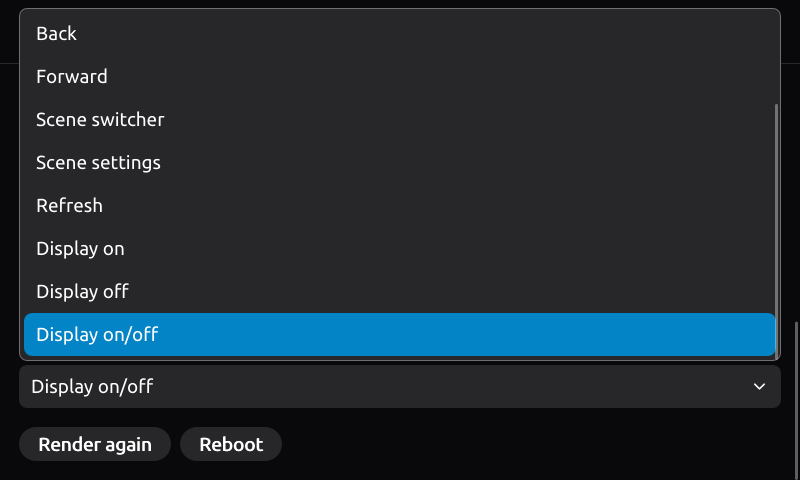 Back
Forward
Scene switcher
Scene settings
Refresh
Display on
Display off
Display on/off
Display on/off
Render again Reboot